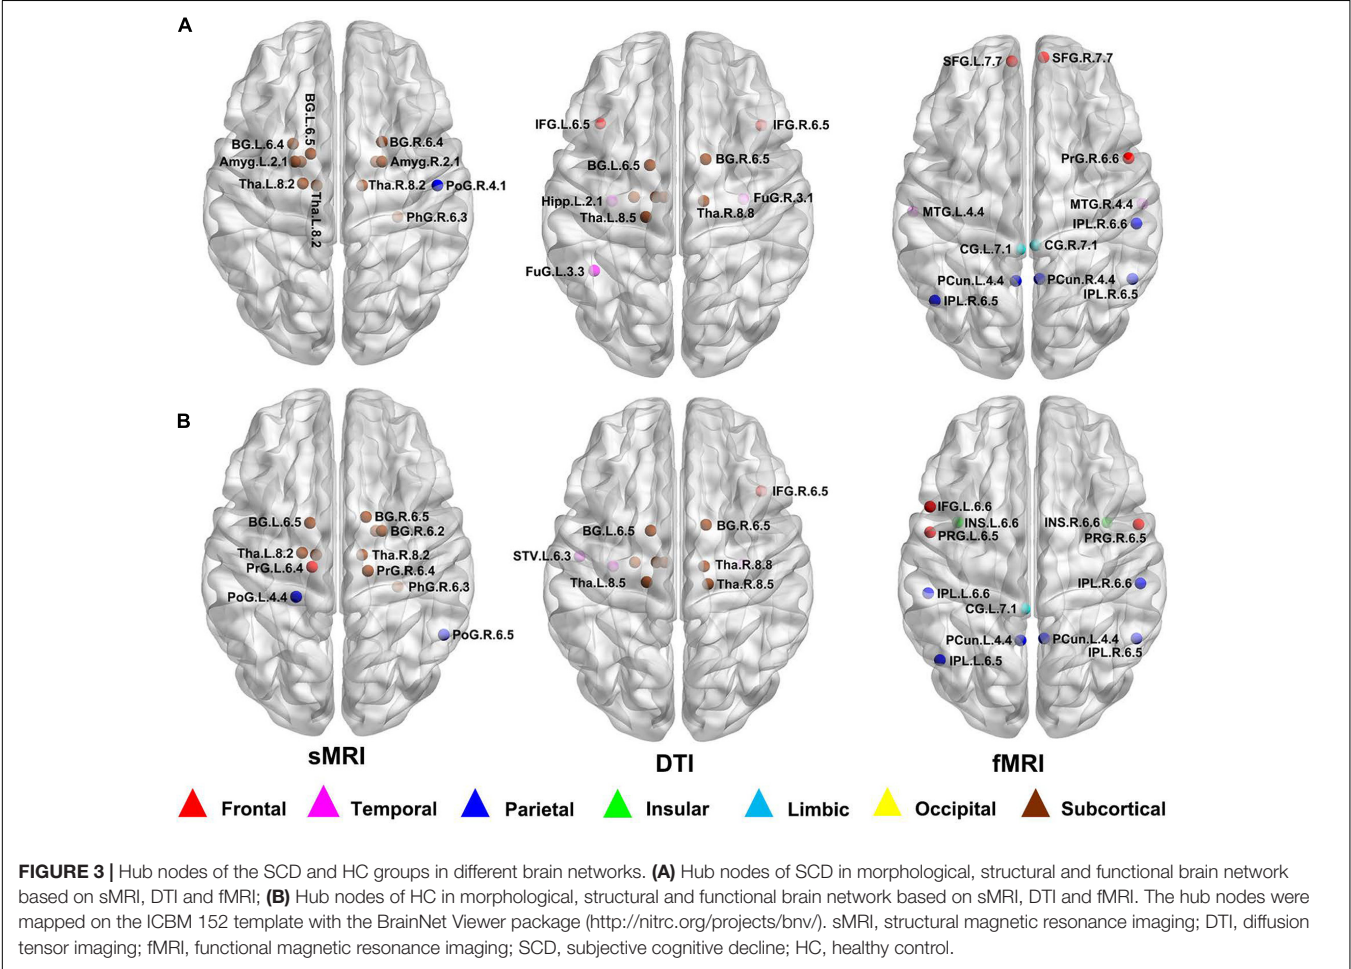 A
BG.L.6.5
BG.L.6.4
Amyg.L.2.1
Tha.L.8.2
Tha.L.8.2
BG.R.6.4
Amyg.R.2.1
Tha.R.8.2
PoG.R.4.1
PhG.R.6.3
IFG.L.6.5
IFG.R.6.5
BG.L.6.5
BG.R.6.5
Hipp.L.2.1
FuG.R.3.1
Tha.L.8.5
Tha.R.8.8
FuG.L.3.3
SFG.L.7.7
SFG.R.7.7
PrG.R.6.6
MTG.L.4.4
MTG.R.4.4
IPL.R.6.6
CG.L.7.1
CG.R.7.1
PCun.L.4.4
PCun.R.4.4
IPL.R.6.5
IPL.R.6.5
B
BG.L.6.5
BG.R.6.5
BG.R.6.2
Tha.L.8.2
Tha.R.8.2
PrG.L.6.4
PrG.R.6.4
PhG.R.6.3
PoG.L.4.4
PoG.R.6.5
IFG.R.6.5
BG.L.6.5
BG.R.6.5
STV.L.6.3
Tha.R.8.8
Tha.L.8.5
Tha.R.8.5
IFG.L.6.6
INS.L.6.6
INS.R.6.6
PRG.L.6.5
PRG.R.6.5
IPL.R.6.6
IPL.L.6.6
CG.L.7.1
PCun.L.4.4
PCun.L.4.4
IPL.R.6.5
IPL.L.6.5
sMRI
DTI
fMRI
Frontal
Temporal
Parietal
Insular
Limbic
Occipital
Subcortical
FIGURE 3 | Hub nodes of the SCD and HC groups in different brain networks. (A) Hub nodes of SCD in morphological, structural and functional brain network
based on sMRI, DTI and fMRI; (B) Hub nodes of HC in morphological, structural and functional brain network based on sMRI, DTI and fMRI. The hub nodes were
mapped on the ICBM 152 template with the BrainNet Viewer package (http://nitrc.org/projects/bnv/). sMRI, structural magnetic resonance imaging; DTI, diffusion
tensor imaging; fMRI, functional magnetic resonance imaging; SCD, subjective cognitive decline; HC, healthy control.